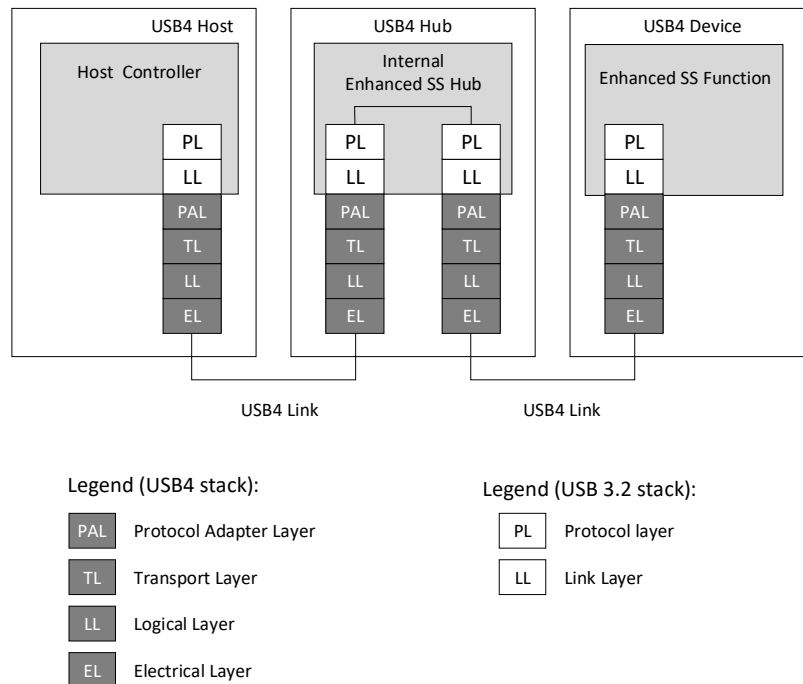 USB4 Host
USB4 Hub
USB4 Device
Host Controller
Internal
Enhanced SS Hub
Enhanced SS Function
PL PL PL PL
LL LL LL LL
PAL PAL PAL PAL
TL TL TL TL
LL LL LL LL
EL EL EL EL
USB4 Link
USB4 Link
Legend (USB4 stack):
PAL Protocol Adapter Layer
TL Transport Layer
LL Logical Layer
EL Electrical Layer
Legend (USB 3.2 stack):
PL Protocol layer
LL Link Layer